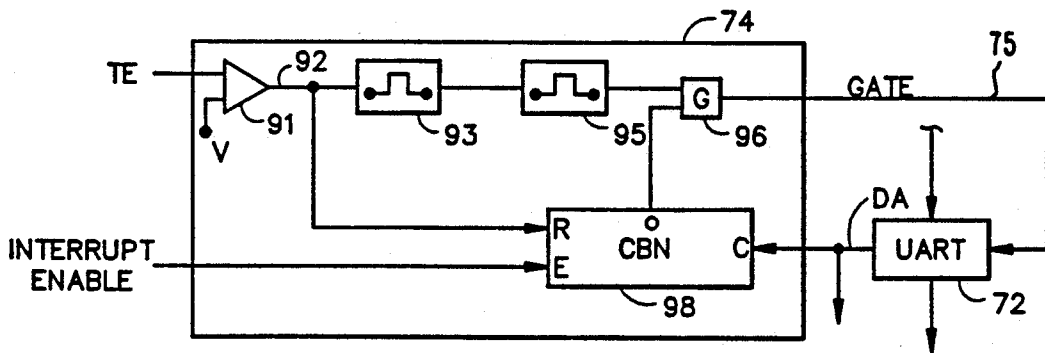 74
75
TE
92
GATE
G
91
93
95
96
V
DA
R
CBN
C
UART
INTERRUPT
ENABLE
E
98
72